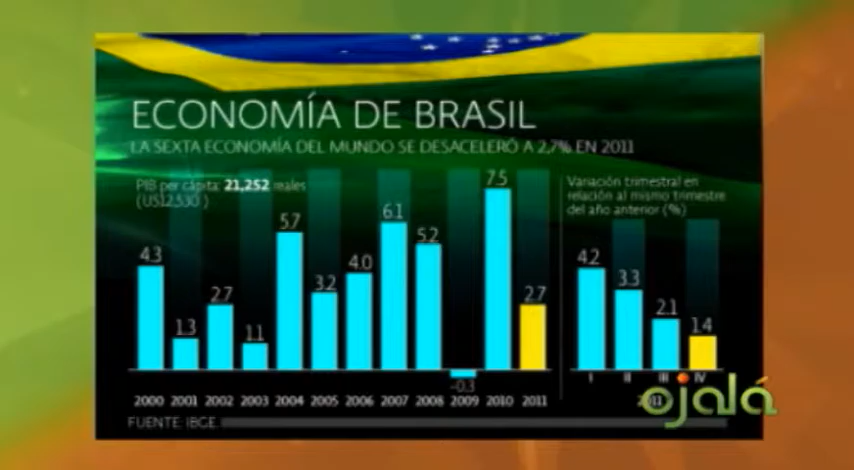 ECONOMÍA DE BRASIL
LA SEXTA ECONOMÍA DEL MUNDO SE DESACELERÓ A 2,7% EN 2011
PIB per cápita: 21,252 reales
(US12,530 )
4.3
1.3
2.7
1.1
5.7
3.2
4.0
6.1
5.2
-0.3
7.5
2.7
2000 2001 2002 2003 2004 2005 2006 2007 2008 2009 2010 2011
Variación trimestral en
relación al mismo trimestre
del año anterior (%)
4.2
3.3
2.1
1.4
I II III IV
2011
FUENTE: IBGE.
ojalá